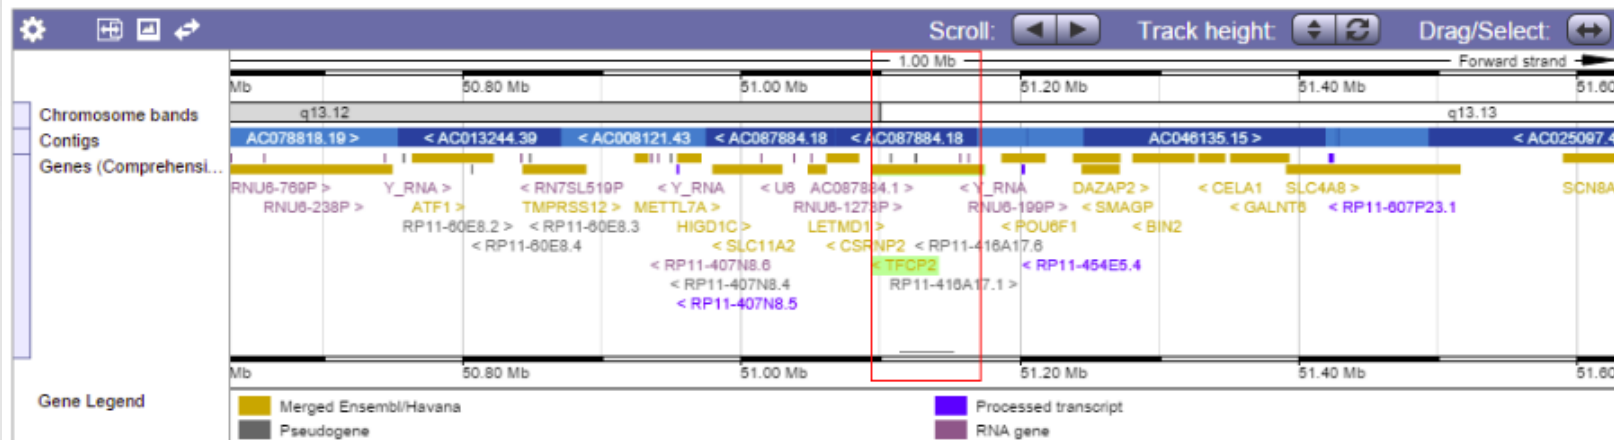 Scroll: Track height: Drag/Select:
1.00 Mb Forward strand
Mb 50.80 Mb 51.00 Mb 51.20 Mb 51.40 Mb 51.60
Chromosome bands q13.12 q13.13
Contigs AC078818.19 > < AC013244.39 < AC008121.43 < AC087884.18 < AC087884.18 AC046135.15 > < AC025097.4
Genes (Comprehensi...
RNU6-769P > Y_RNA > < RN7SL519P < Y_RNA < U6 AC087884.1 > < Y_RNA DAZAP2 > < CELA1 SLC4A8 > SCN8A
RNU6-238P > ATF1 > TMPRSS12 > METTL7A > RNU6-1273P > RNU6-199P > < SMAGP < GALNT6 < RP11-607P23.1
RP11-60E8.2 > < RP11-60E8.3 HIGD1C > LETMD1 > < POU6F1 < BIN2
< RP11-60E8.4 < SLC11A2 < CSRNP2 < RP11-416A17.6
< RP11-407N8.6 < TFCP2 < RP11-454E5.4
< RP11-407N8.4 RP11-416A17.1 >
< RP11-407N8.5
Mb 50.80 Mb 51.00 Mb 51.20 Mb 51.40 Mb 51.60
Gene Legend Merged Ensembl/Havana Processed transcript
Pseudogene RNA gene